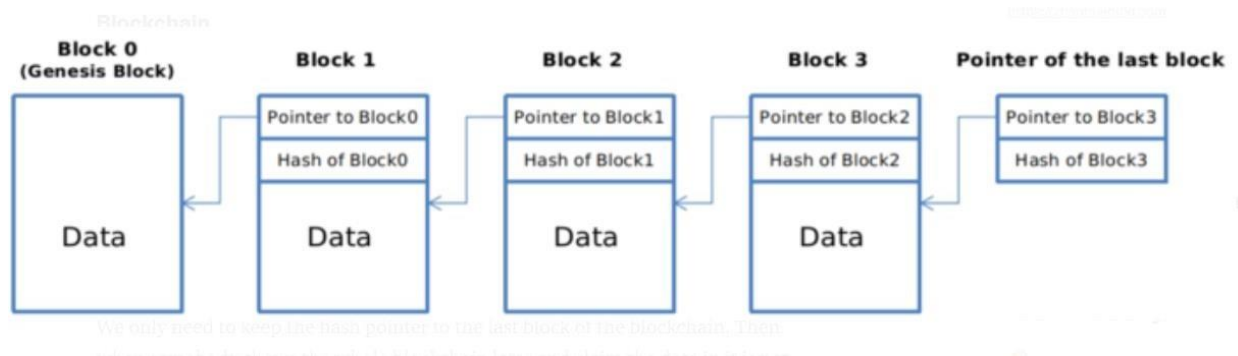 Blockchain
Block 0
(Genesis Block)
Data
Block 1
Pointer to Block0
Hash of Block0
Data
Block 2
Pointer to Block1
Hash of Block1
Data
Block 3
Pointer to Block2
Hash of Block2
Data
Pointer of the last block
Pointer to Block3
Hash of Block3
We only need to keep the hash pointer to the last block of the blockchain. Then